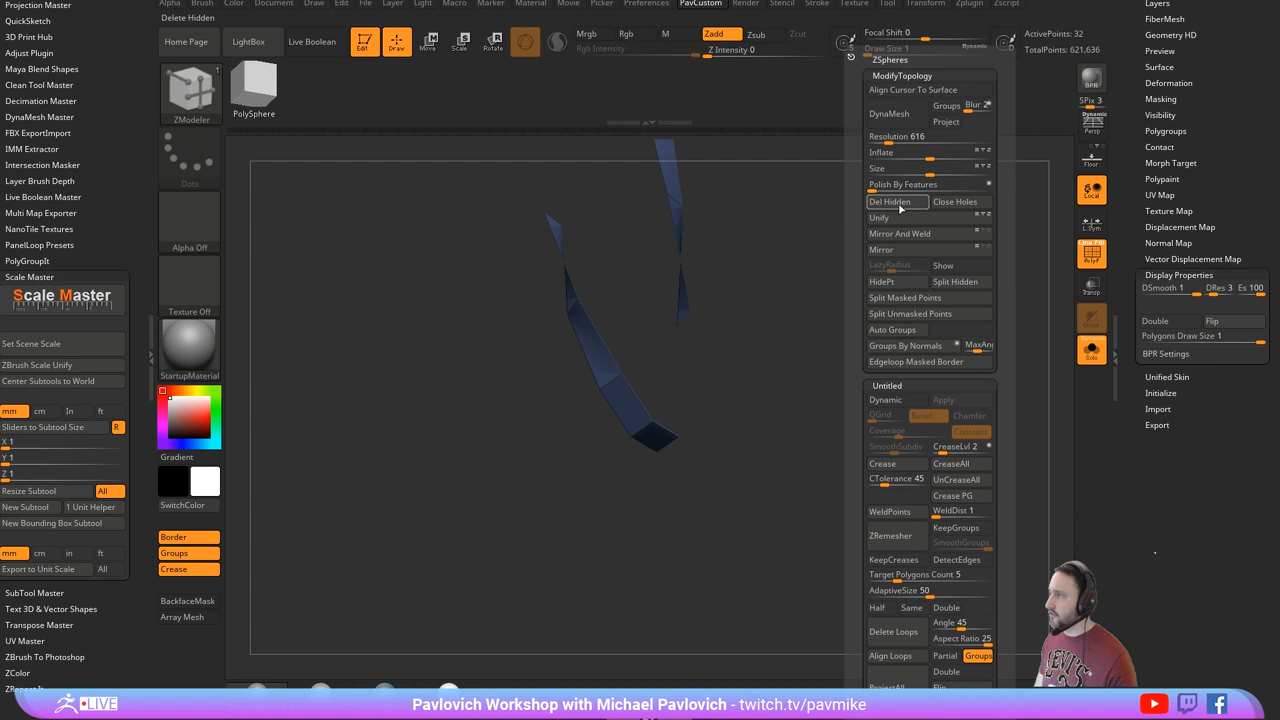 Alpha Brush Color Document Draw Edit File Layer Light Macro Marker Material Movie Picker Preferences PavCustom Render Stencil Stroke Texture Tool Transform Zplugin Zscript
Delete Hidden
Projection Master
QuickSketch
3D Print Hub
Adjust Plugin
Maya Blend Shapes
Clean Tool Master
Decimation Master
DynaMesh Master
FBX ExportImport
IMM Extractor
Intersection Masker
Layer Brush Display
Live Boolean Master
Multi Map Exporter
NanoTile Textures
PanelLoop Presets
PolyGroupIt
Scale Master
Scale Master
Set Scene Scale
ZBrush Scale Unify
Center Subtools to World
mm cm In ft
Sliders to Subtool Size R
X 1
Y 1
Z 1
Resize Subtool All
New Subtool 1 Unit Helper
New Bounding Box Subtool
mm cm in ft
Export to Unit Scale All
SubTool Master
Text 3D & Vector Shapes
Transpose Master
UV Master
ZBrush To Photoshop
ZColor
Home Page LightBox Live Boolean
Edit Draw Move Scale Rotate
Mrgb Rgb M Zadd Zsub Zcut
Rgb Intensity Z Intensity 0
Focal Shift 0
Draw Size 1 Dynamic
S D
ActivePoints: 32
TotalPoints: 621,636
1
ZModeler
PolySphere
Dots
Alpha Off
Texture Off
StartupMaterial
Gradient
SwitchColor
Border
Groups
Crease
BackfaceMask
Array Mesh
ZSpheres
ModifyTopology
Align Cursor To Surface
DynaMesh Groups Blur 2
Project
Resolution 616
Inflate
Size
Polish By Features
Del Hidden Close Holes
Unify
Mirror And Weld
Mirror
LazyRadius Show
HidePt Split Hidden
Split Masked Points
Split Unmasked Points
Auto Groups
Groups By Normals MaxAn
Edgeloop Masked Border
Untitled
Dynamic Apply
QGrid Bevel Chamfer
Coverage Constant
SmoothSubdiv CreaseLvl 2
Crease CreaseAll
CTolerance 45 UnCreaseAll
Crease PG
WeldPoints WeldDist 1
ZRemesher KeepGroups
SmoothGroups
KeepCreases DetectEdges
Target Polygons Count 5
AdaptiveSize 50
Half Same Double
Delete Loops Angle 45
Aspect Ratio 25
Align Loops Partial Groups
Double
ProjectAll Flip
BPR
SPix 3
Dynamic
Persp
Floor
Local
L.Sym
Line Fill
PolyF
Transp
Ghost
Solo
Layers
FiberMesh
Geometry HD
Preview
Surface
Deformation
Masking
Visibility
Polygroups
Contact
Morph Target
Polypaint
UV Map
Texture Map
Displacement Map
Normal Map
Vector Displacement Map
Display Properties
DSmooth 1 DRes 3 Es 100
Double Flip
Polygons Draw Size 1
BPR Settings
Unified Skin
Initialize
Import
Export
LEVI'S
LIVE Pavlovich Workshop with Michael Pavlovich - twitch.tv/pavmike